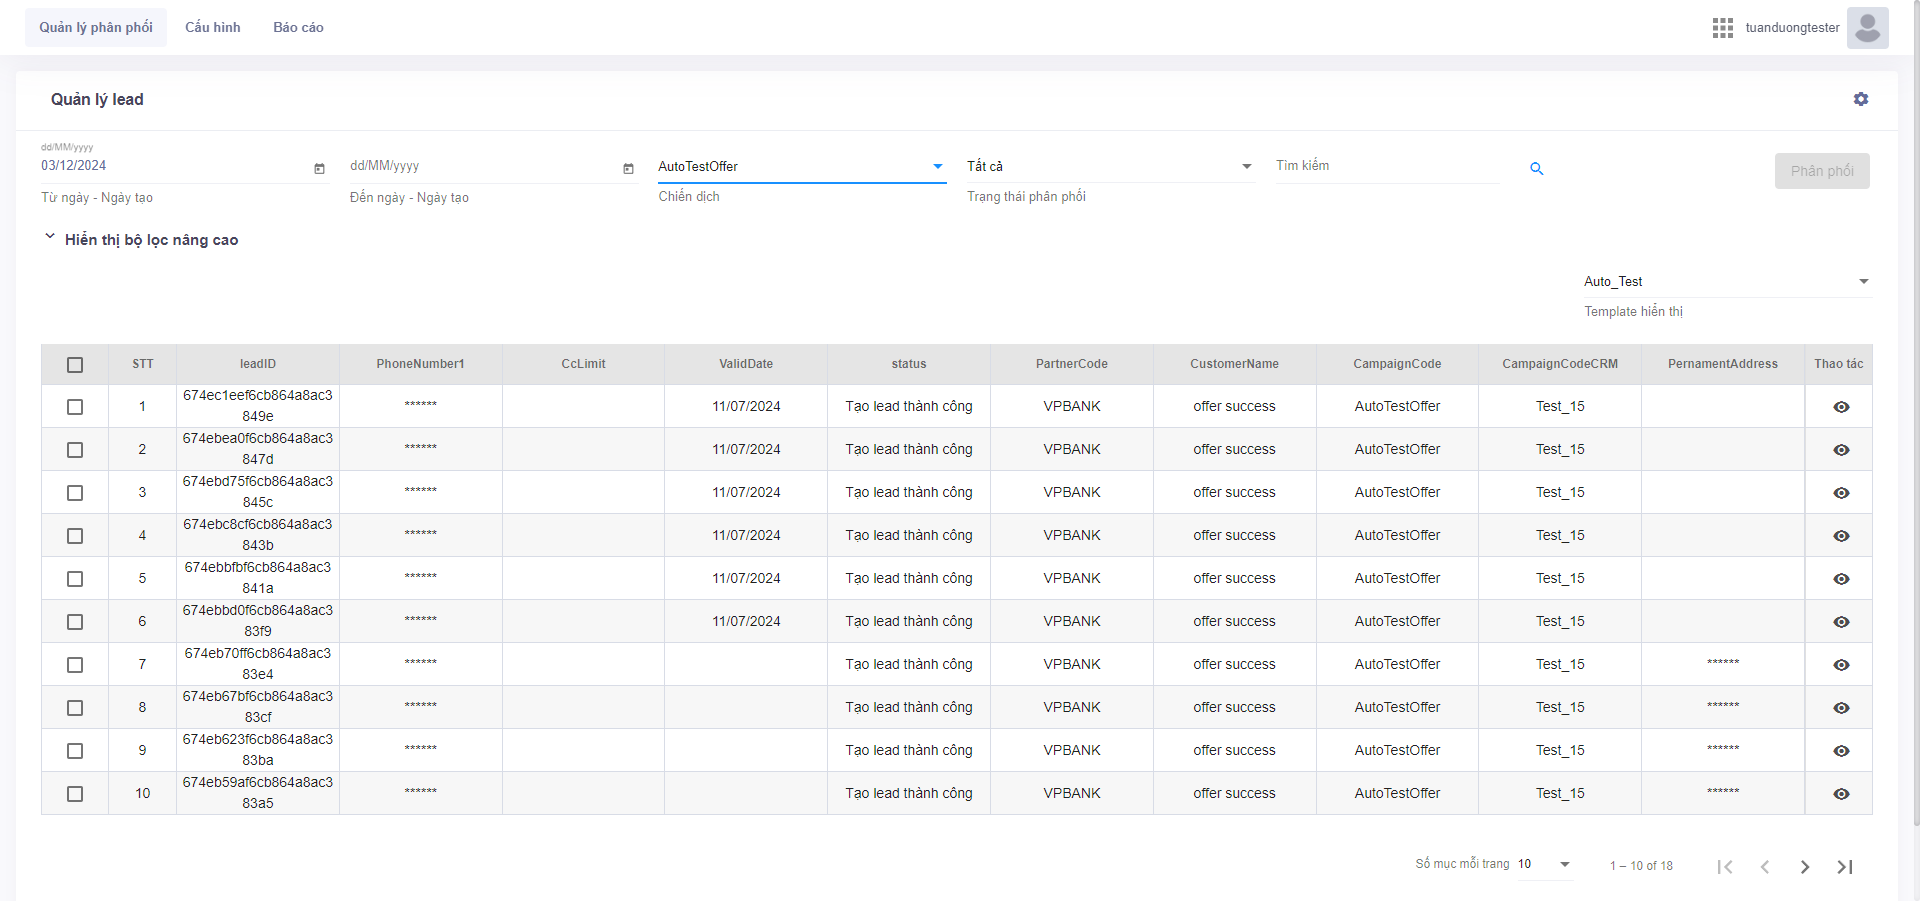 Quản lý phân phối Cấu hình Báo cáo tuanduongtester
Quản lý lead
dd/MM/yyyy
03/12/2024 dd/MM/yyyy AutoTestOffer Tất cả Tìm kiếm Phân phối
Từ ngày - Ngày tạo Đến ngày - Ngày tạo Chiến dịch Trạng thái phân phối
Hiển thị bộ lọc nâng cao
Auto_Test
Template hiển thị
STT leadID PhoneNumber1 CcLimit ValidDate status PartnerCode CustomerName CampaignCode CampaignCodeCRM PernamentAddress Thao tác
1 674ec1eef6cb864a8ac3849e ****** 11/07/2024 Tạo lead thành công VPBANK offer success AutoTestOffer Test_15
2 674ebea0f6cb864a8ac3847d ****** 11/07/2024 Tạo lead thành công VPBANK offer success AutoTestOffer Test_15
3 674ebd75f6cb864a8ac3845c ****** 11/07/2024 Tạo lead thành công VPBANK offer success AutoTestOffer Test_15
4 674ebc8cf6cb864a8ac3843b ****** 11/07/2024 Tạo lead thành công VPBANK offer success AutoTestOffer Test_15
5 674ebbfbf6cb864a8ac3841a ****** 11/07/2024 Tạo lead thành công VPBANK offer success AutoTestOffer Test_15
6 674ebbd0f6cb864a8ac383f9 ****** 11/07/2024 Tạo lead thành công VPBANK offer success AutoTestOffer Test_15
7 674eb70ff6cb864a8ac383e4 ****** Tạo lead thành công VPBANK offer success AutoTestOffer Test_15 ******
8 674eb67bf6cb864a8ac383cf ****** Tạo lead thành công VPBANK offer success AutoTestOffer Test_15 ******
9 674eb623f6cb864a8ac383ba ****** Tạo lead thành công VPBANK offer success AutoTestOffer Test_15 ******
10 674eb59af6cb864a8ac383a5 ****** Tạo lead thành công VPBANK offer success AutoTestOffer Test_15 ******
Số mục mỗi trang 10 1 – 10 of 18